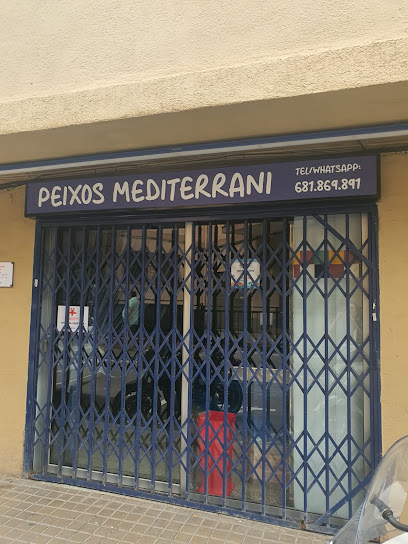 PEIXOS MEDITERRANI
TEL/WHATSAPP:
681.869.891